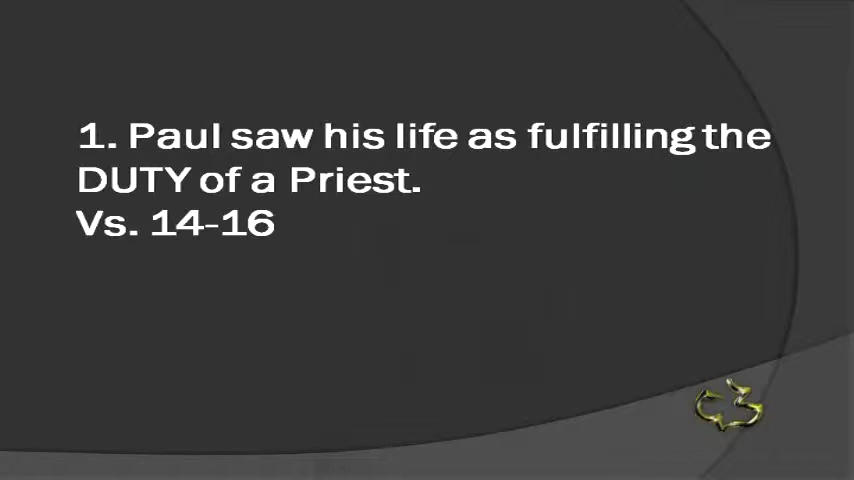 1. Paul saw his life as fulfilling the
DUTY of a Priest.
Vs. 14-16